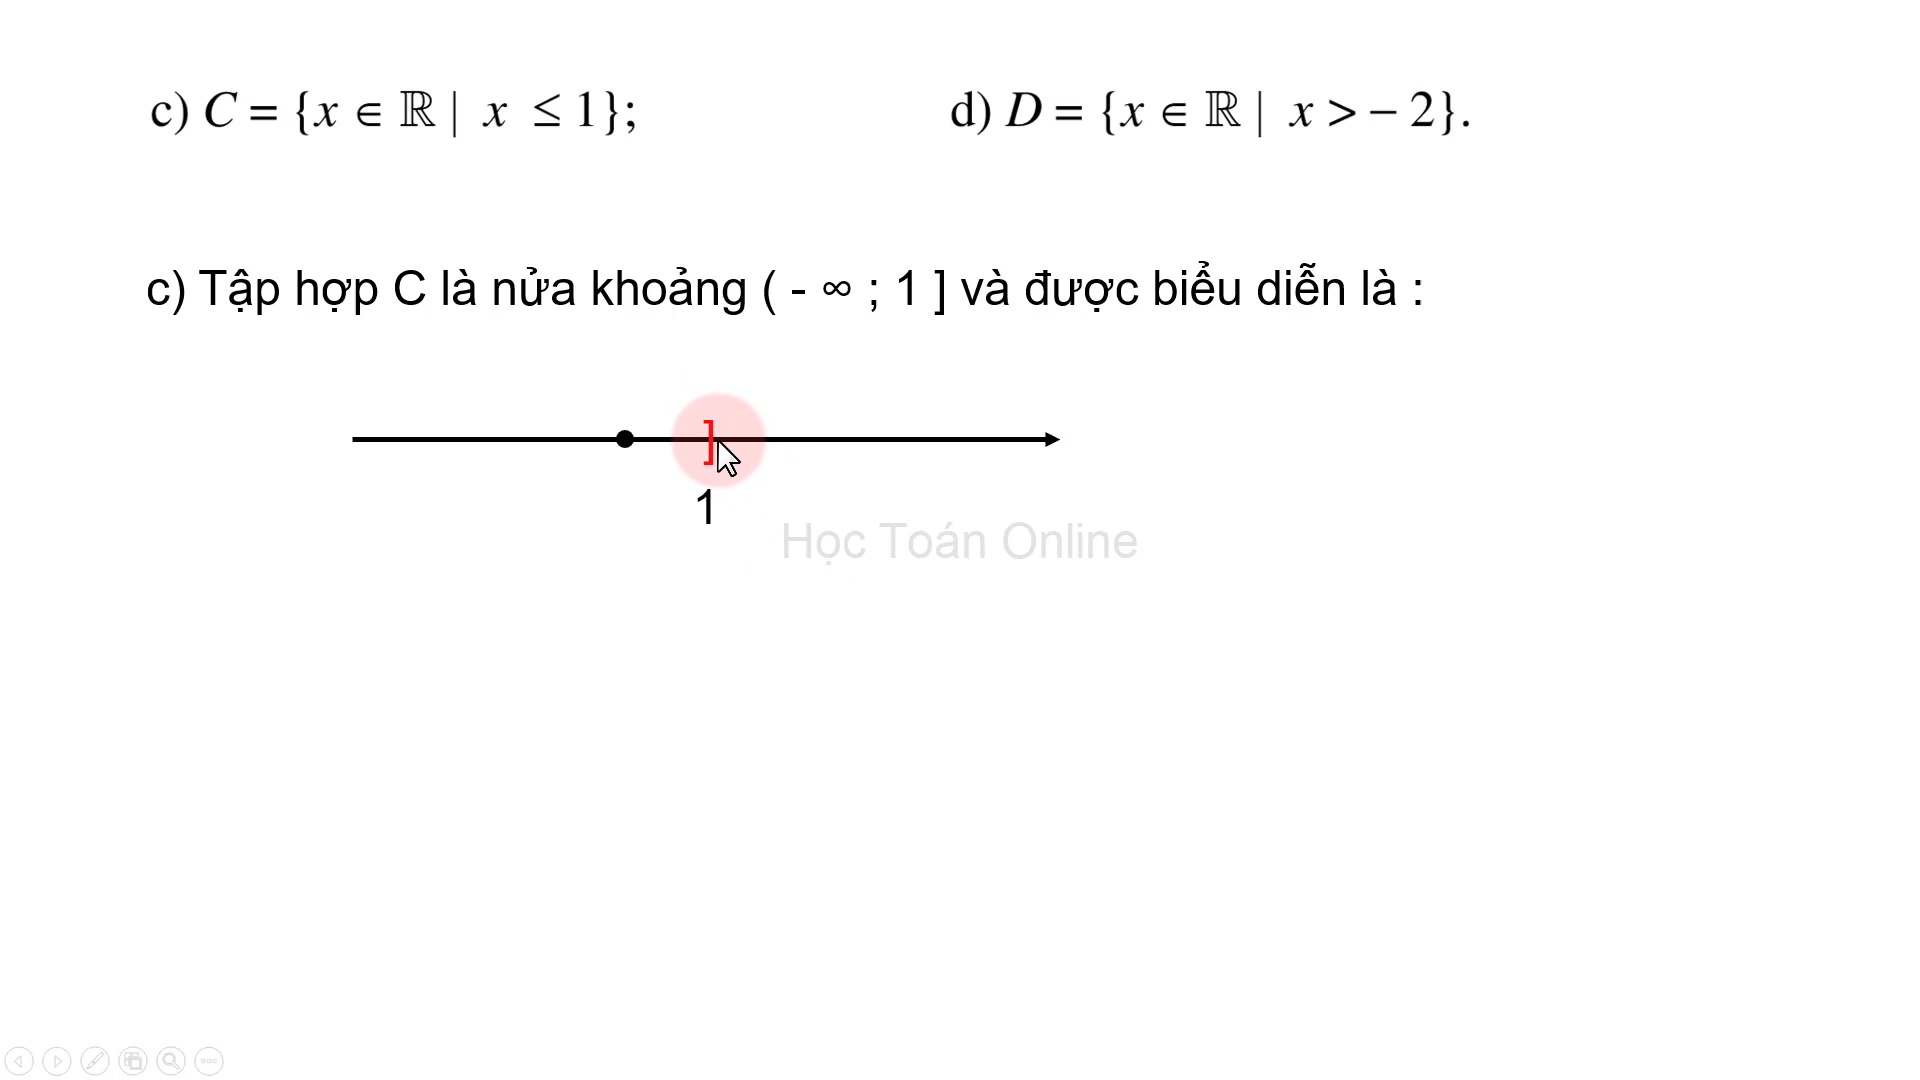 c) C = {x ∈ ℝ | x ≤ 1}; d) D = {x ∈ ℝ | x > − 2}.
c) Tập hợp C là nửa khoảng ( - ∞ ; 1 ] và được biểu diễn là :
]
1
Học Toán Online